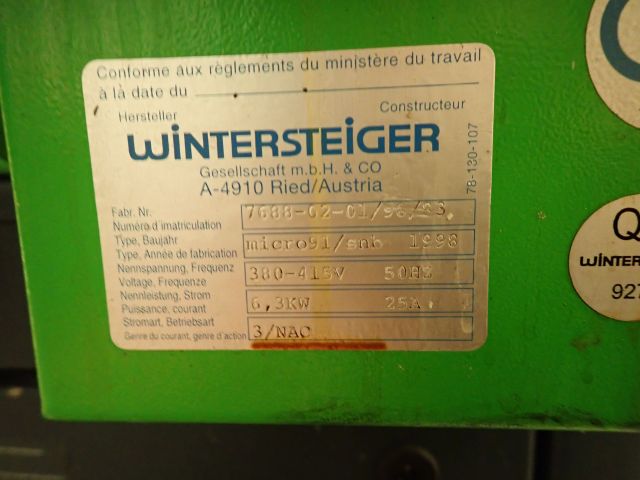 Conforme aux règlements du ministère du travail
à là date du
Hersteller Constructeur
WiNTERSTEiGER
Gesellschaft m.b.H. & CO
A-4910 Ried/Austria
78-130-107
Fabr. Nr.
Numéro d'imatriculation
Type, Baujahr micro91/snb 1998
Type, Année de fabrication
Nennspannung, Frequenz 380-415V 50HZ
Voltage, Frequenze
Nennleistung, Strom 6,3KW 25A
Puissance, courant
Stromart, Betriebsart 3/NAC
Genre du courant, genre d'action
Q
WiNTER
927